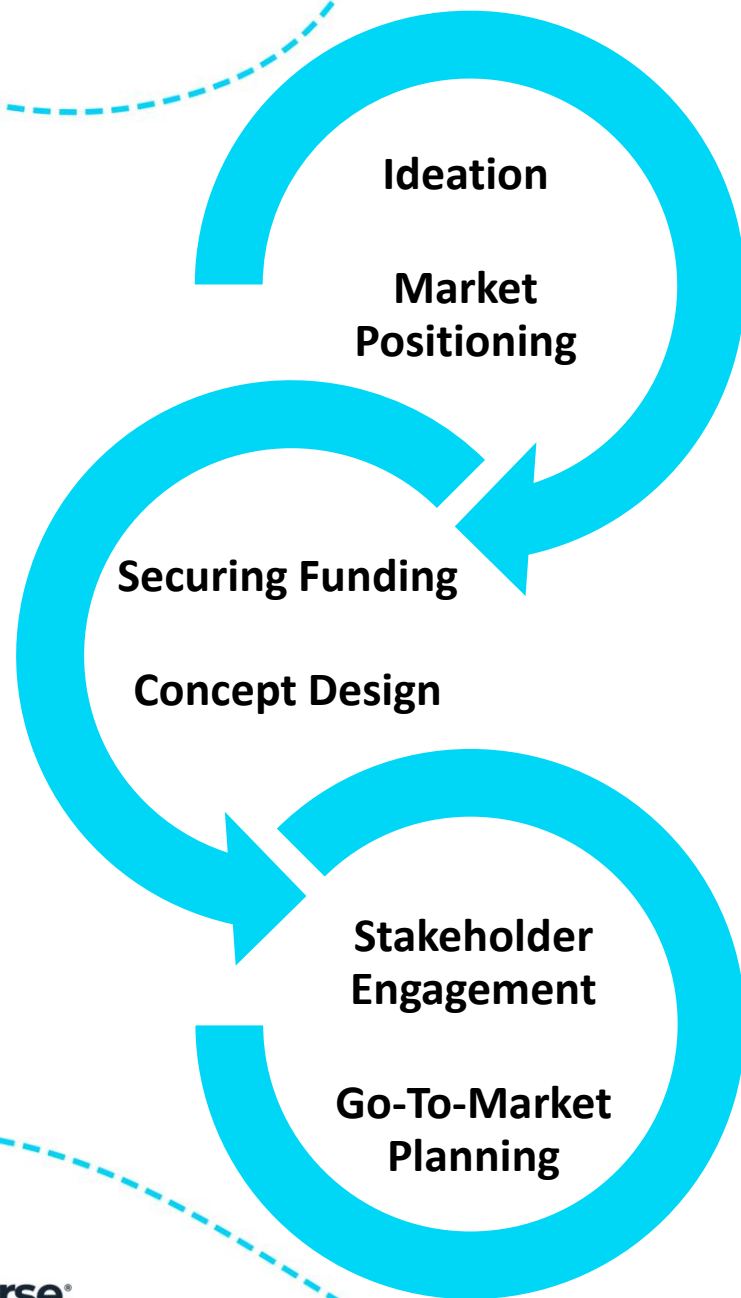 Ideation
Market
Positioning
Securing Funding
Concept Design
Stakeholder
Engagement
Go-To-Market
Planning